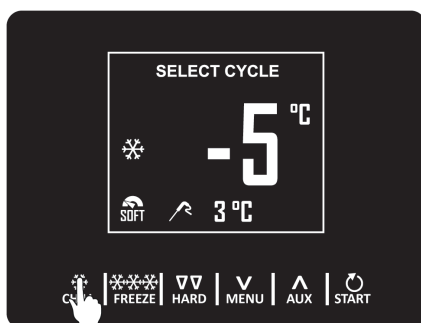 SELECT CYCLE
-5 °C
SOFT 3 °C
FREEZE HARD MENU AUX START